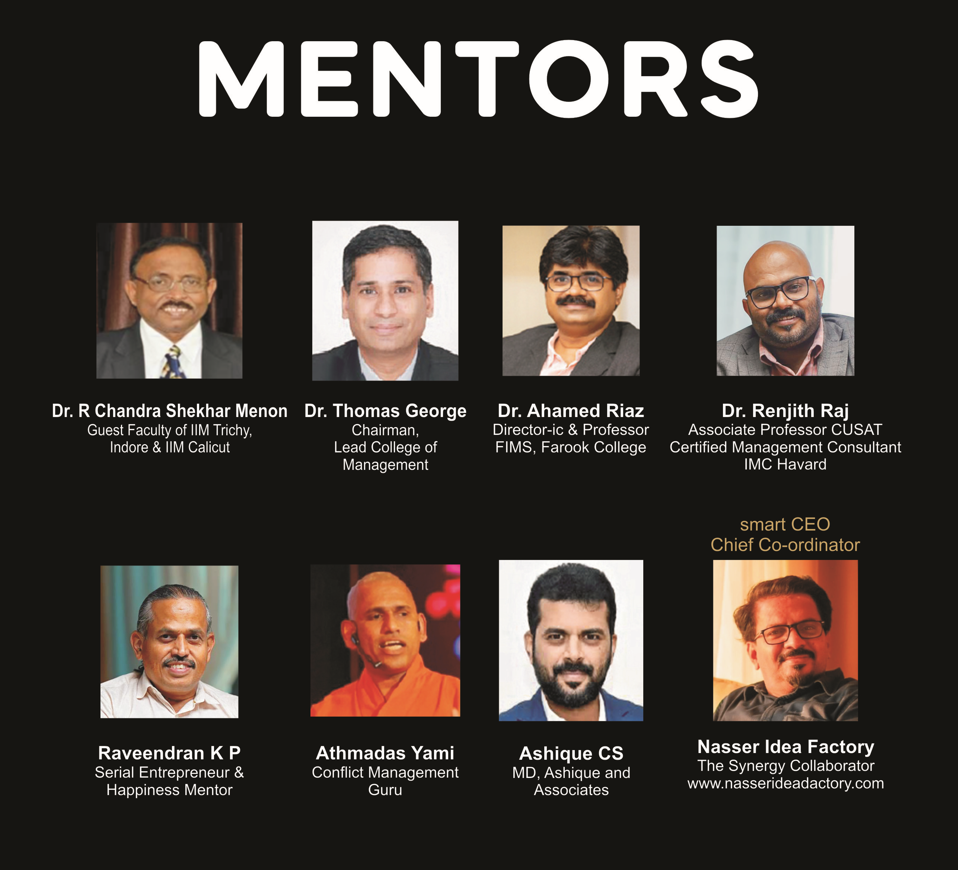 MENTORS
Dr. R Chandra Shekhar Menon
Guest Faculty of IIM Trichy,
Indore & IIM Calicut
Dr. Thomas George
Chairman,
Lead College of
Management
Dr. Ahamed Riaz
Director-ic & Professor
FIMS, Farook College
Dr. Renjith Raj
Associate Professor CUSAT
Certified Management Consultant
IMC Havard
Raveendran K P
Serial Entrepreneur &
Happiness Mentor
Athmadas Yami
Conflict Management
Guru
Ashique CS
MD, Ashique and
Associates
smart CEO
Chief Co-ordinator
Nasser Idea Factory
The Synergy Collaborator
www.nasserideadactory.com